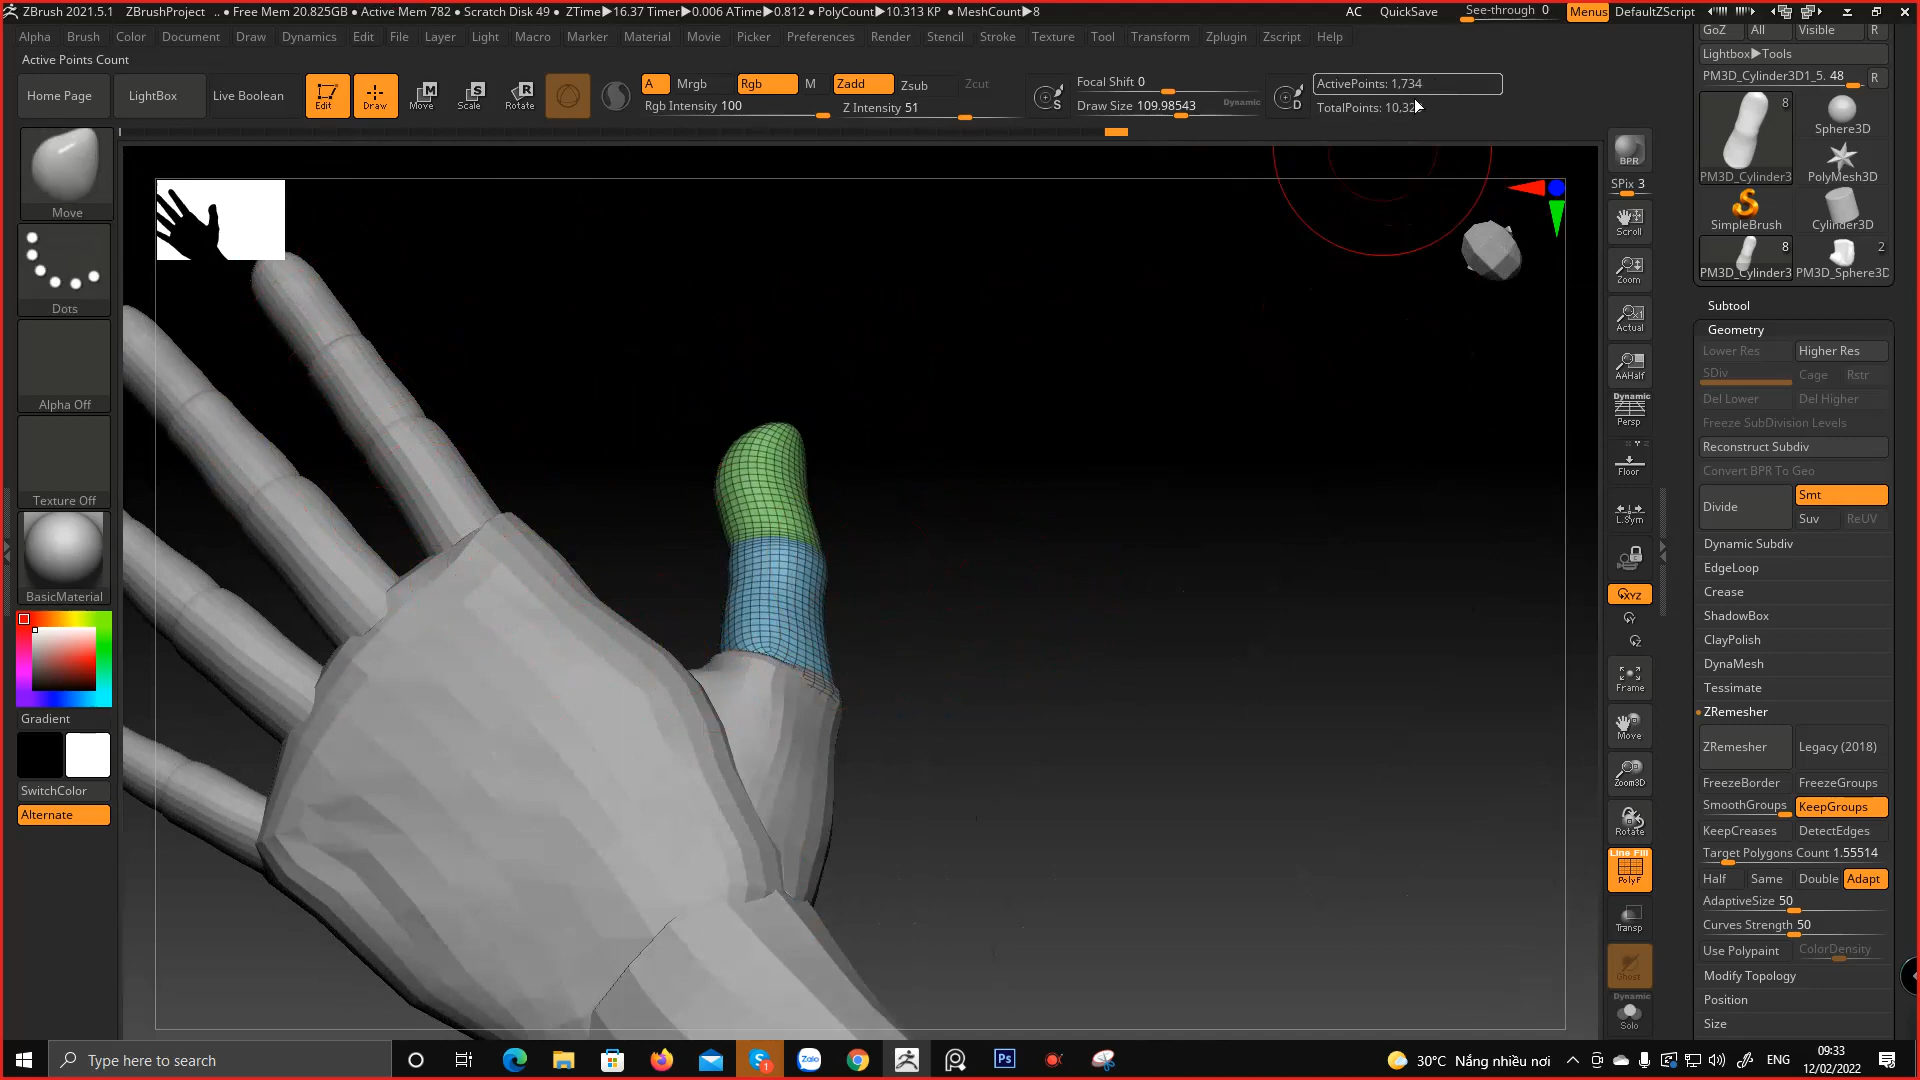 ZBrush 2021.5.1 ZBrushProject .. • Free Mem 20.825GB • Active Mem 782 • Scratch Disk 49 • ZTime▶16.37 Timer▶0.006 ATime▶0.812 • PolyCount▶10.313 KP • MeshCount▶8 AC QuickSave See-through 0 Menus DefaultZScript
Alpha Brush Color Document Draw Dynamics Edit File Layer Light Macro Marker Material Movie Picker Preferences Render Stencil Stroke Texture Tool Transform Zplugin Zscript Help
Active Points Count
Home Page LightBox Live Boolean Edit Draw Move Scale Rotate
A Mrgb Rgb M Zadd Zsub Zcut
Rgb Intensity 100 Z Intensity 51
Focal Shift 0
Draw Size 109.98543 Dynamic
S D
ActivePoints: 1,734
TotalPoints: 10,32
Move
Dots
Alpha Off
Texture Off
BasicMaterial
Gradient
SwitchColor
Alternate
BPR
SPix 3
Scroll
Zoom
Actual
AAHalf
Dynamic
Persp
Floor
L.Sym
XYZ
Y
Z
Frame
Move
Zoom3D
Rotate
Line Fill
PolyF
Transp
Ghost
Dynamic
Solo
GoZ All Visible R
Lightbox▶Tools
PM3D_Cylinder3D1_5. 48 R
8
PM3D_Cylinder3
Sphere3D
PolyMesh3D
SimpleBrush Cylinder3D
8 2
PM3D_Cylinder3 PM3D_Sphere3D
Subtool
Geometry
Lower Res Higher Res
SDiv Cage Rstr
Del Lower Del Higher
Freeze SubDivision Levels
Reconstruct Subdiv
Convert BPR To Geo
Divide Smt
Suv ReUV
Dynamic Subdiv
EdgeLoop
Crease
ShadowBox
ClayPolish
DynaMesh
Tessimate
ZRemesher
ZRemesher Legacy (2018)
FreezeBorder FreezeGroups
SmoothGroups KeepGroups
KeepCreases DetectEdges
Target Polygons Count 1.55514
Half Same Double Adapt
AdaptiveSize 50
Curves Strength 50
Use Polypaint ColorDensity
Modify Topology
Position
Size
Type here to search
1
Zalo
Ps
30°C Nắng nhiều nơi
ENG
09:33
12/02/2022